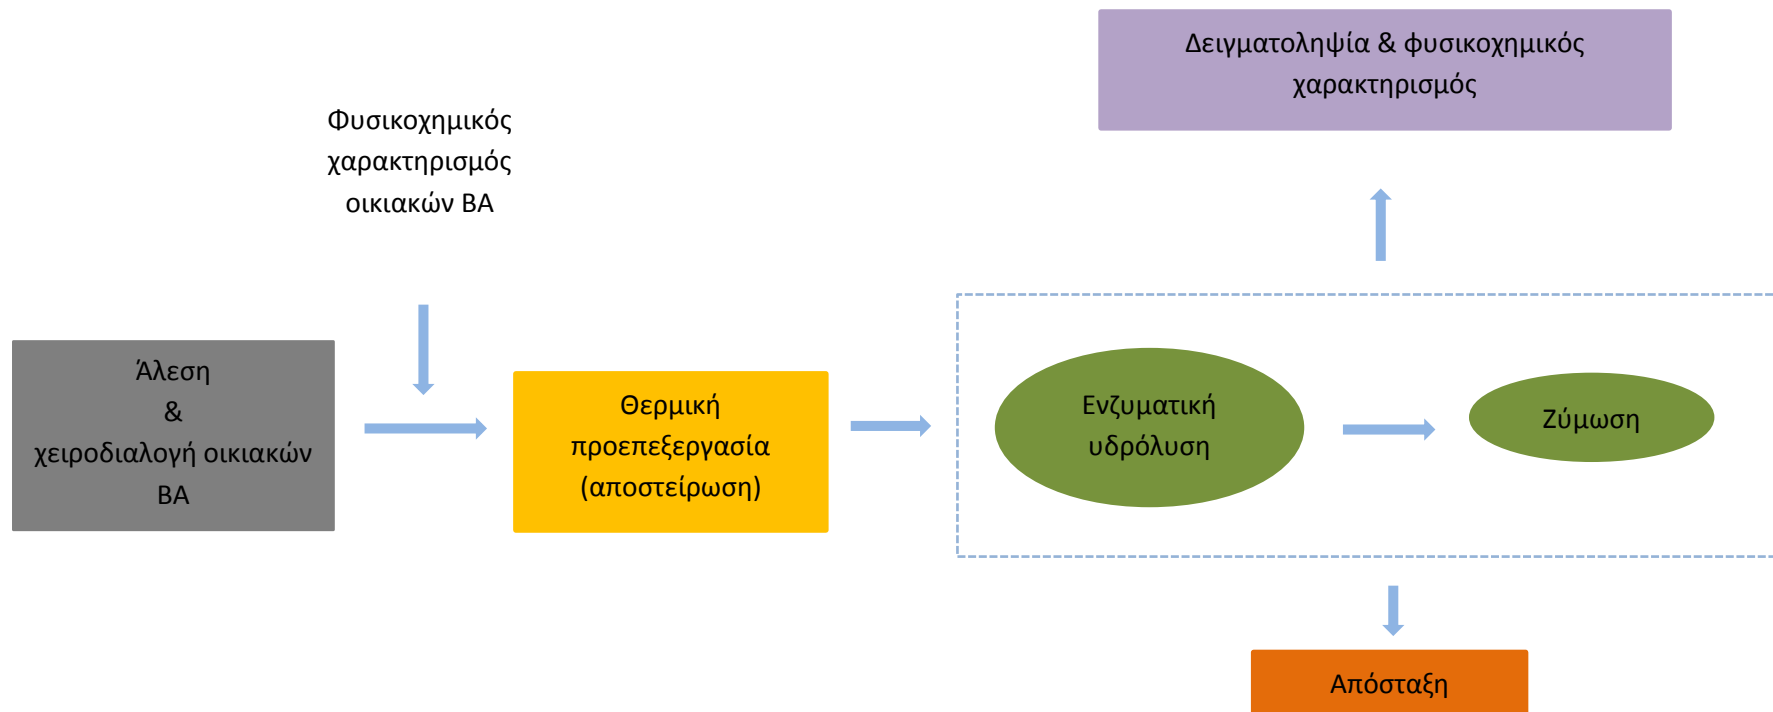 Δειγματοληψία & φυσικοχημικός
χαρακτηρισμός
Φυσικοχημικός
χαρακτηρισμός
οικιακών ΒΑ
Άλεση
&
χειροδιαλογή οικιακών
ΒΑ
Θερμική
προεπεξεργασία
(αποστείρωση)
Ενζυματική
υδρόλυση
Ζύμωση
Απόσταξη